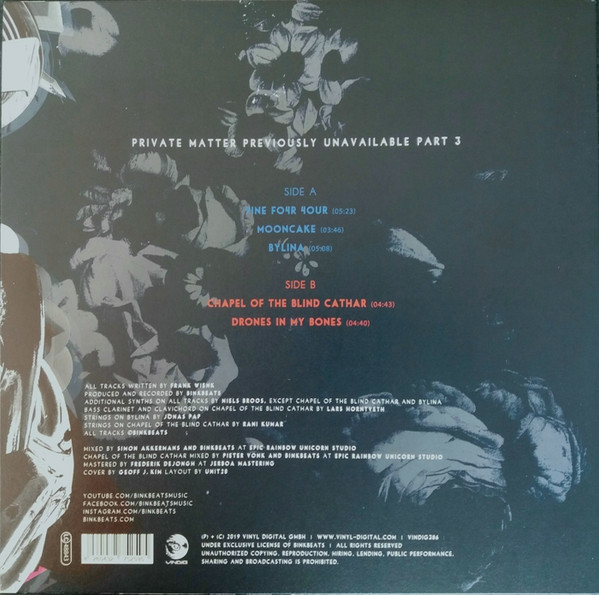 PRIVATE MATTER PREVIOUSLY UNAVAILABLE PART 3
SIDE A
FOЧR ЧOUR (05:23)
MOONCAKE (03:46)
BYLINA (05:08)
SIDE B
CHAPEL OF THE BLIND CATHAR (04:43)
DRONES IN MY BONES (04:40)
ALL TRACKS WRITTEN BY FRANK WIENK
PRODUCED AND RECORDED BY BINKBEATS
ADDITIONAL SYNTHS ON ALL TRACKS BY NIELS BROOS, EXCEPT CHAPEL OF THE BLIND CATHAR AND BYLINA
BASS CLARINET AND CLAVICHORD ON CHAPEL OF THE BLIND CATHAR BY LARS HORNTVETH
STRINGS ON BYLINA BY JONAS PAP
STRINGS ON CHAPEL OF THE BLIND CATHAR BY RANI KUMAR
ALL TRACKS ©BINKBEATS
MIXED BY SIMON AKKERMANS AND BINKBEATS AT EPIC RAINBOW UNICORN STUDIO
CHAPEL OF THE BLIND CATHAR MIXED BY PIETER VONK AND BINKBEATS AT EPIC RAINBOW UNICORN STUDIO
MASTERED BY FREDERIK DEJONGH AT JERBOA MASTERING
COVER BY GEOFF J. KIM LAYOUT BY UNIT20
YOUTUBE.COM/BINKBEATSMUSIC
FACEBOOK.COM/BINKBEATSMUSIC
INSTAGRAM.COM/BINKBEATS
BINKBEATS.COM
VINDIG
(P) + (C) 2019 VINYL DIGITAL GMBH | WWW.VINYL-DIGITAL.COM | VINDIG386
UNDER EXCLUSIVE LICENSE OF BINKBEATS | ALL RIGHTS RESERVED
UNAUTHORIZED COPYING, REPRODUCTION, HIRING, LENDING, PUBLIC PERFORMANCE,
SHARING AND BROADCASTING IS PROHIBITED.